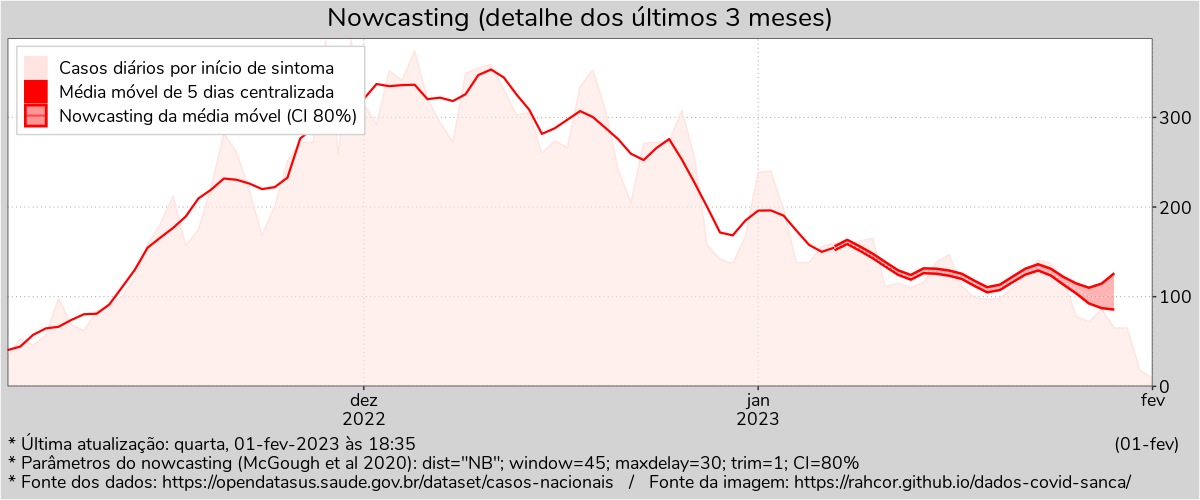 Nowcasting (detalhe dos últimos 3 meses)
Casos diários por início de sintoma
Média móvel de 5 dias centralizada
Nowcasting da média móvel (CI 80%)
300
200
100
0
dez
2022
jan
2023
fev
* Última atualização: quarta, 01-fev-2023 às 18:35
(01-fev)
* Parâmetros do nowcasting (McGough et al 2020): dist="NB"; window=45; maxdelay=30; trim=1; CI=80%
* Fonte dos dados: https://opendatasus.saude.gov.br/dataset/casos-nacionais / Fonte da imagem: https://rahcor.github.io/dados-covid-sanca/